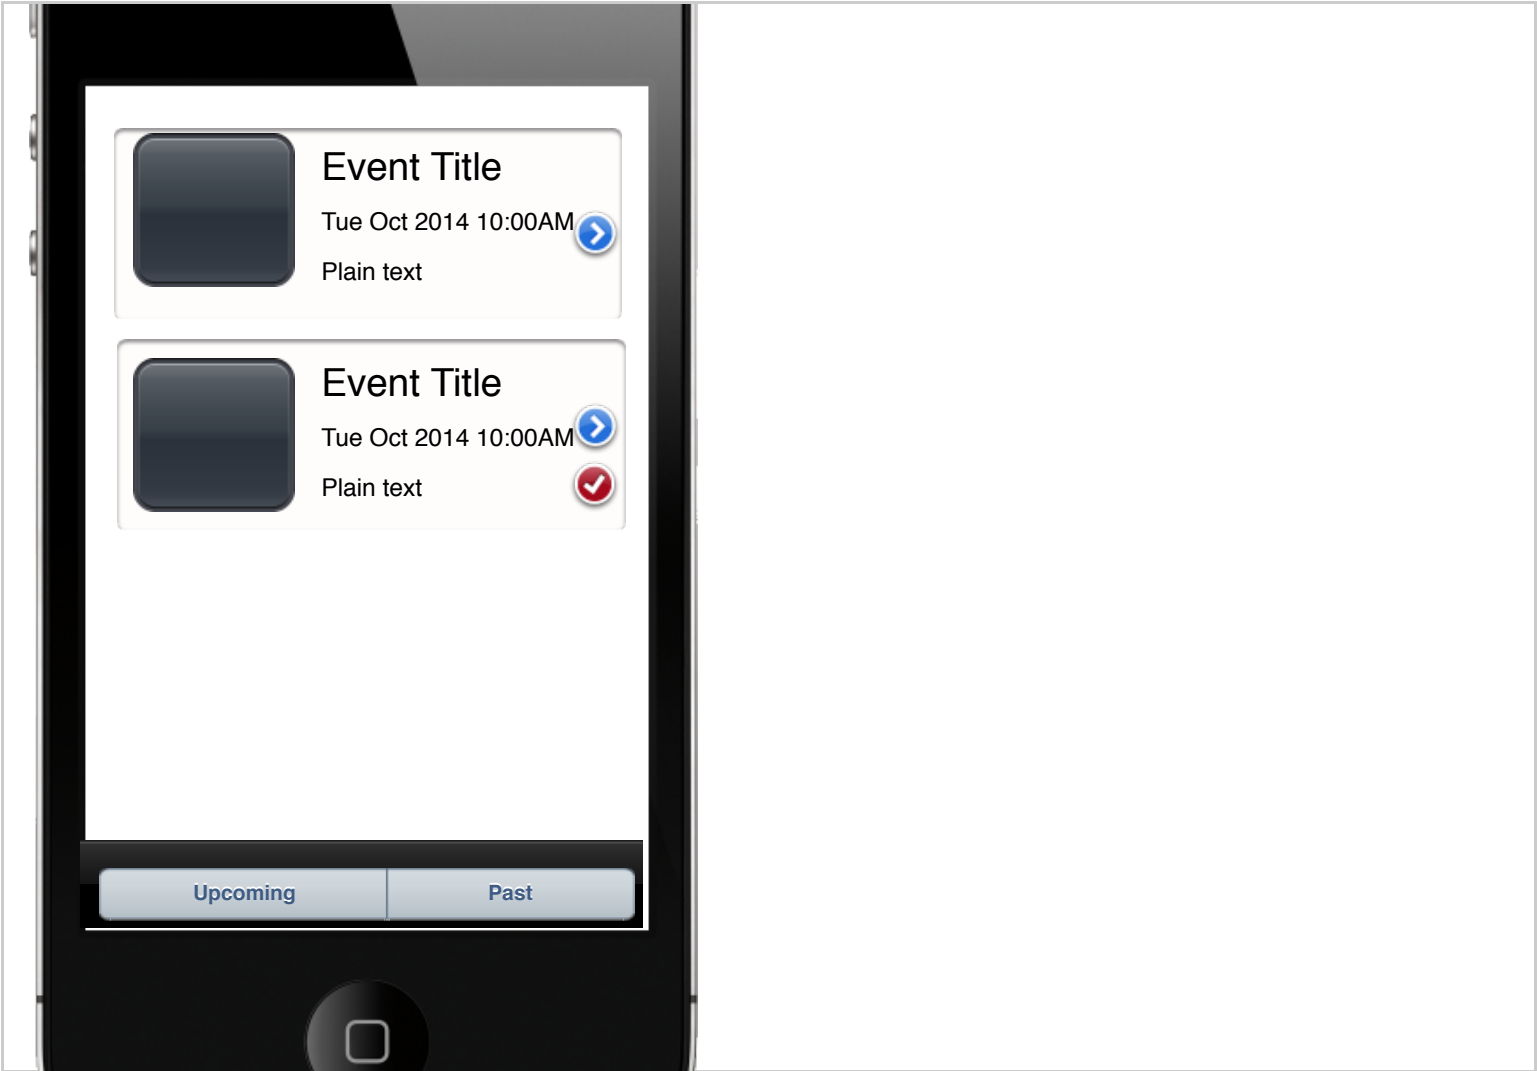 Event Title
Tue Oct 2014 10:00AM
Plain text
Event Title
Tue Oct 2014 10:00AM
Plain text
Upcoming
Past